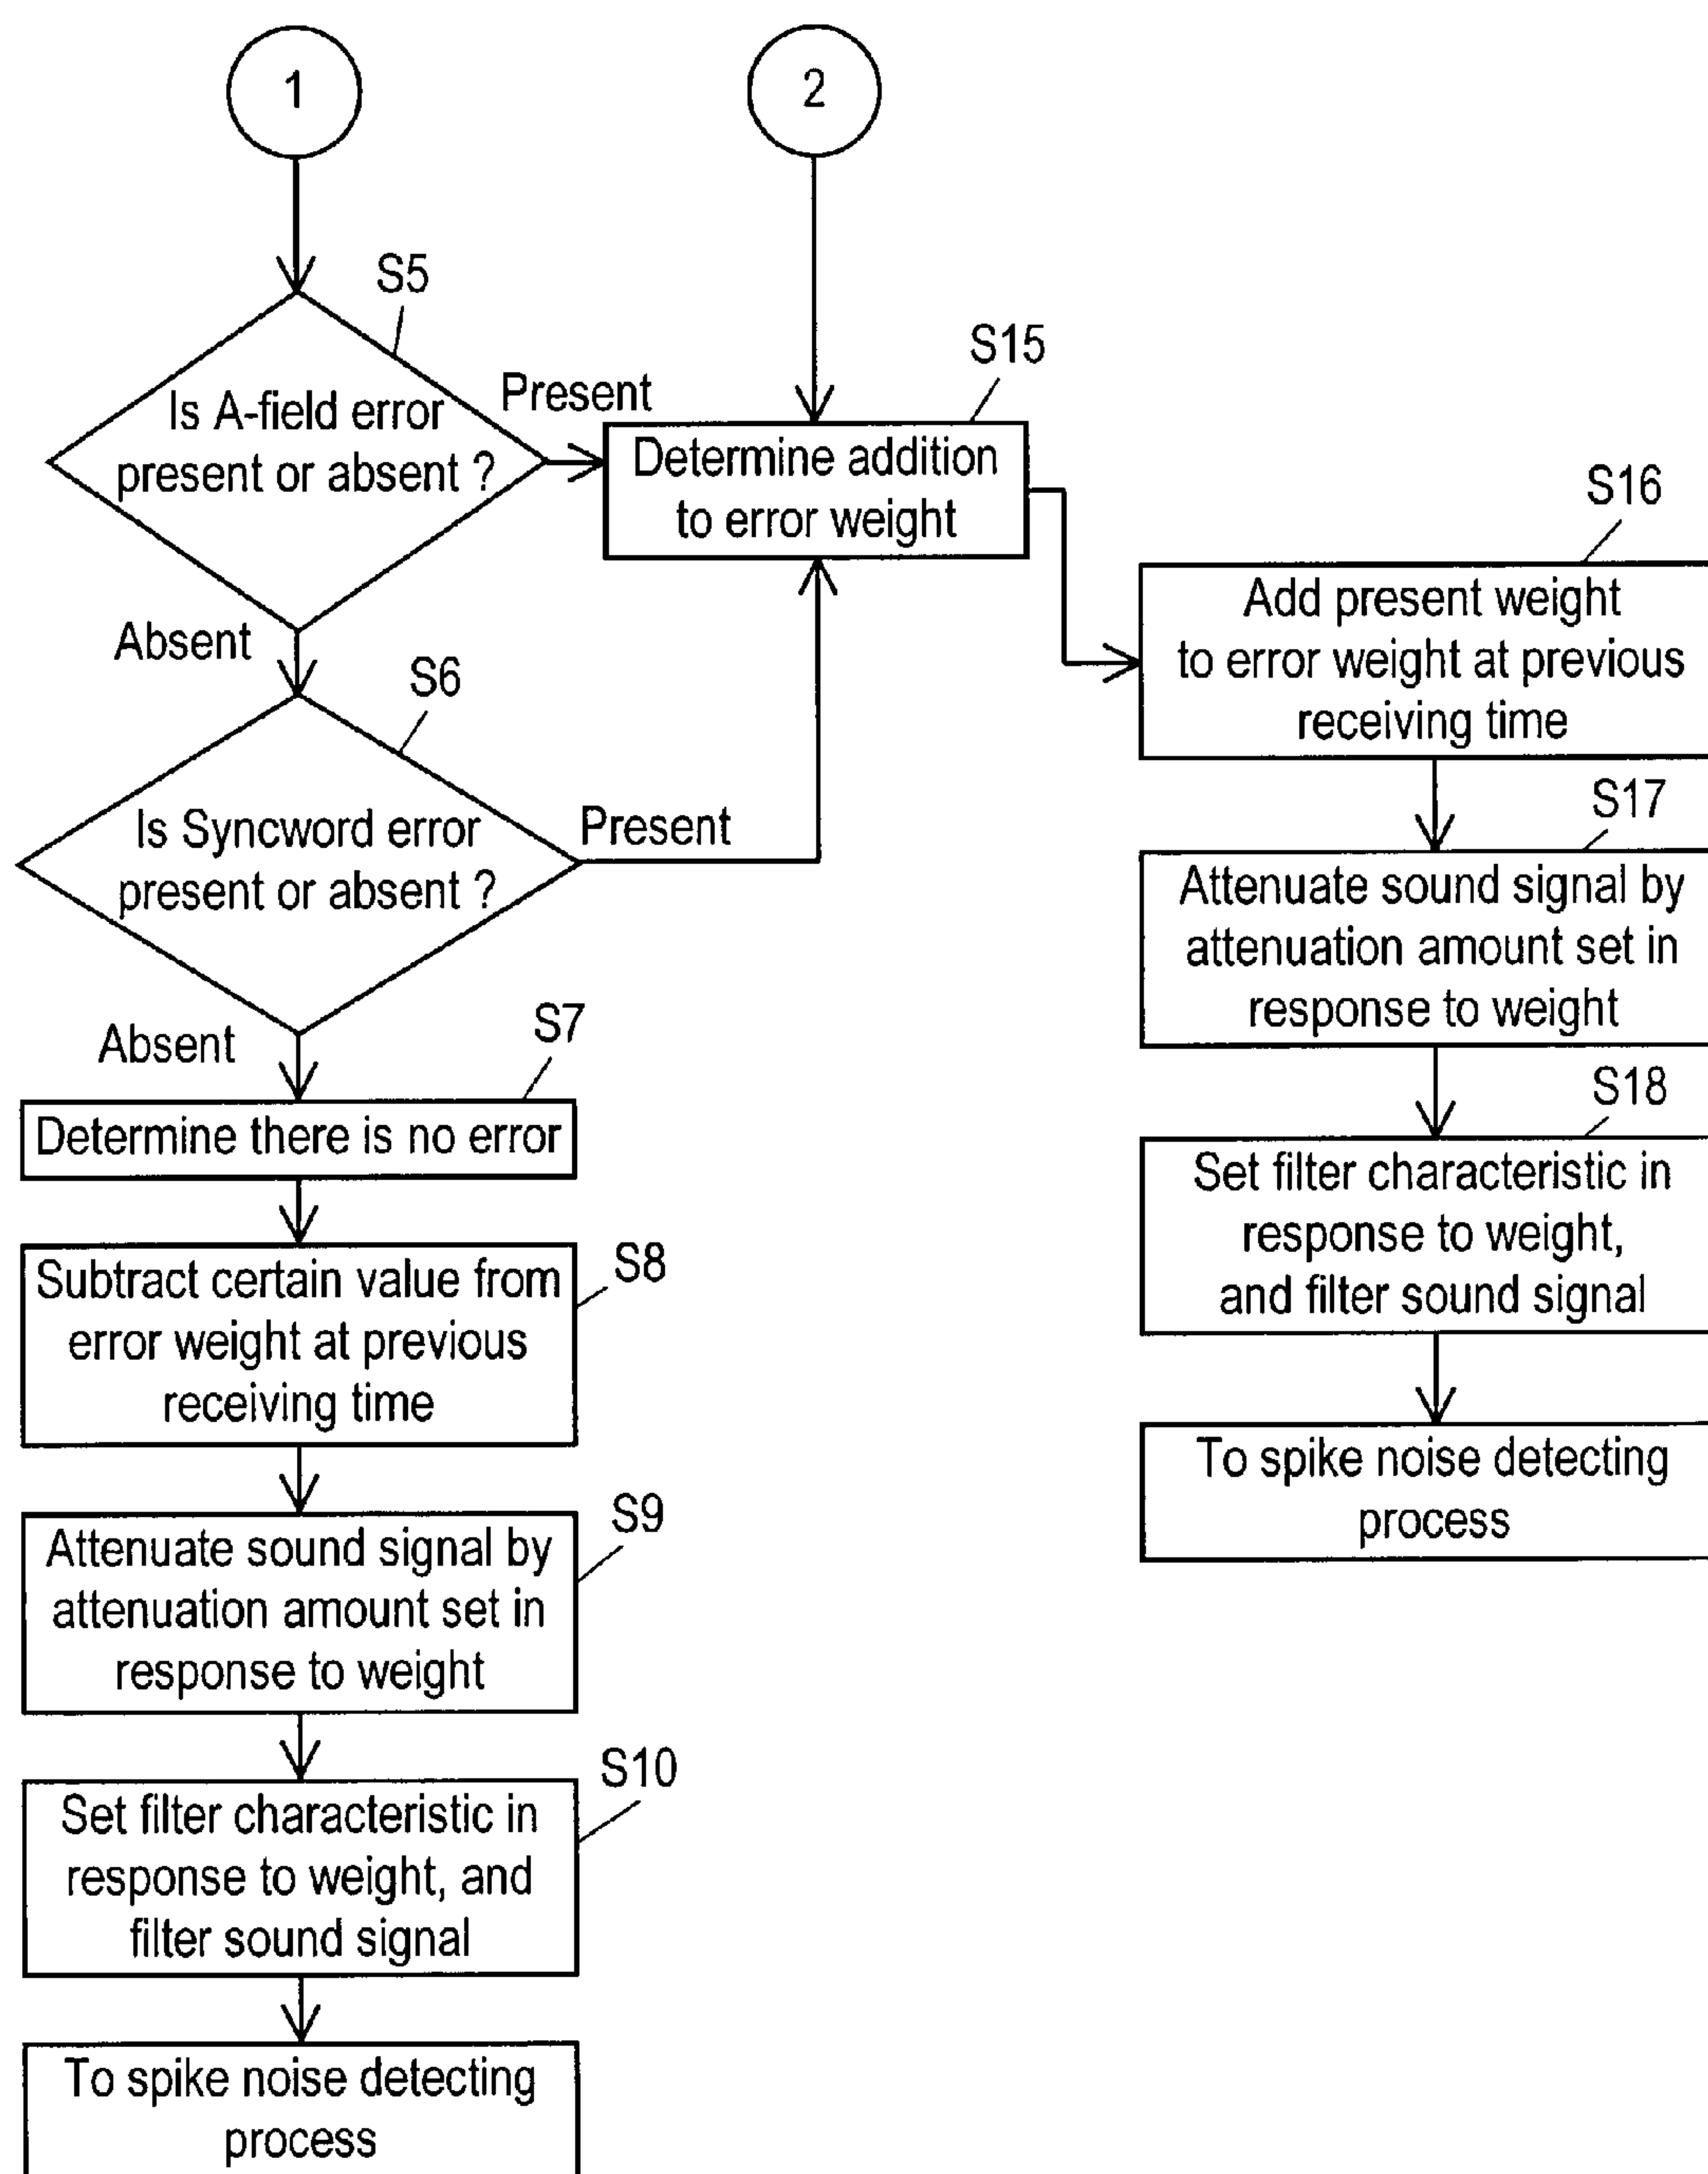 1
2
S5
Is A-field error
present or absent ?
Present
Absent
S15
Determine addition
to error weight
S6
Is Syncword error
present or absent ?
Present
Absent
S7
Determine there is no error
S8
Subtract certain value from
error weight at previous
receiving time
S9
Attenuate sound signal by
attenuation amount set in
response to weight
S10
Set filter characteristic in
response to weight, and
filter sound signal
To spike noise detecting
process
S16
Add present weight
to error weight at previous
receiving time
S17
Attenuate sound signal by
attenuation amount set in
response to weight
S18
Set filter characteristic in
response to weight,
and filter sound signal
To spike noise detecting
process